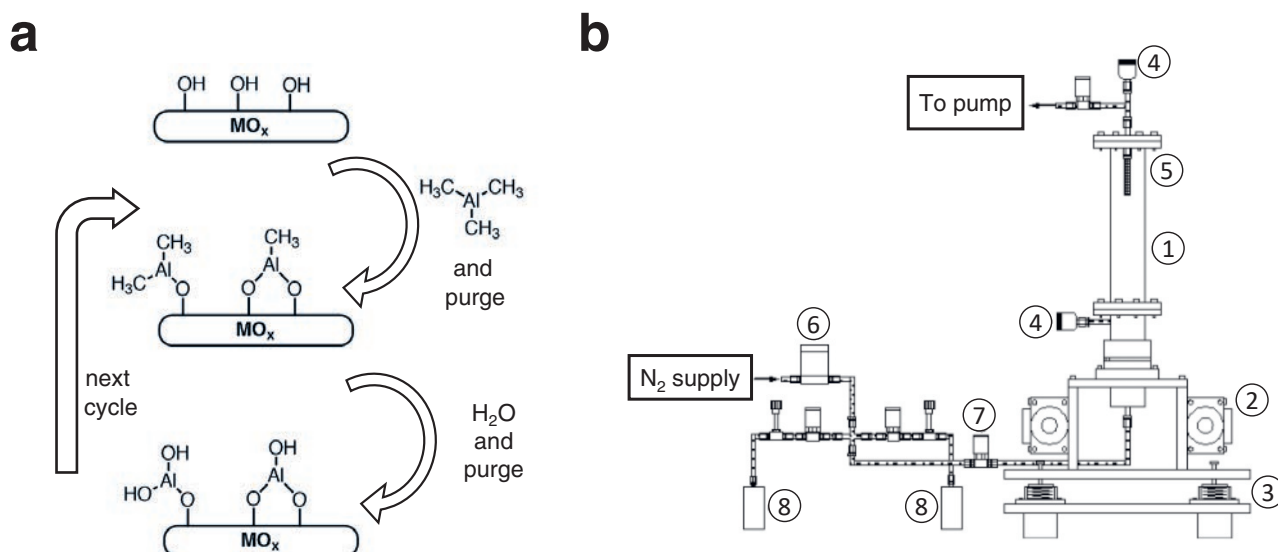 a
OH OH OH
MOx
H3C CH3
Al
CH3
and
purge
CH3
Al
H3C
O
CH3
Al
O O
MOx
next
cycle
H2O
and
purge
OH
Al
HO
O
OH
Al
O O
MOx
b
To pump
4
5
1
4
6
N2 supply
7
2
3
8
8